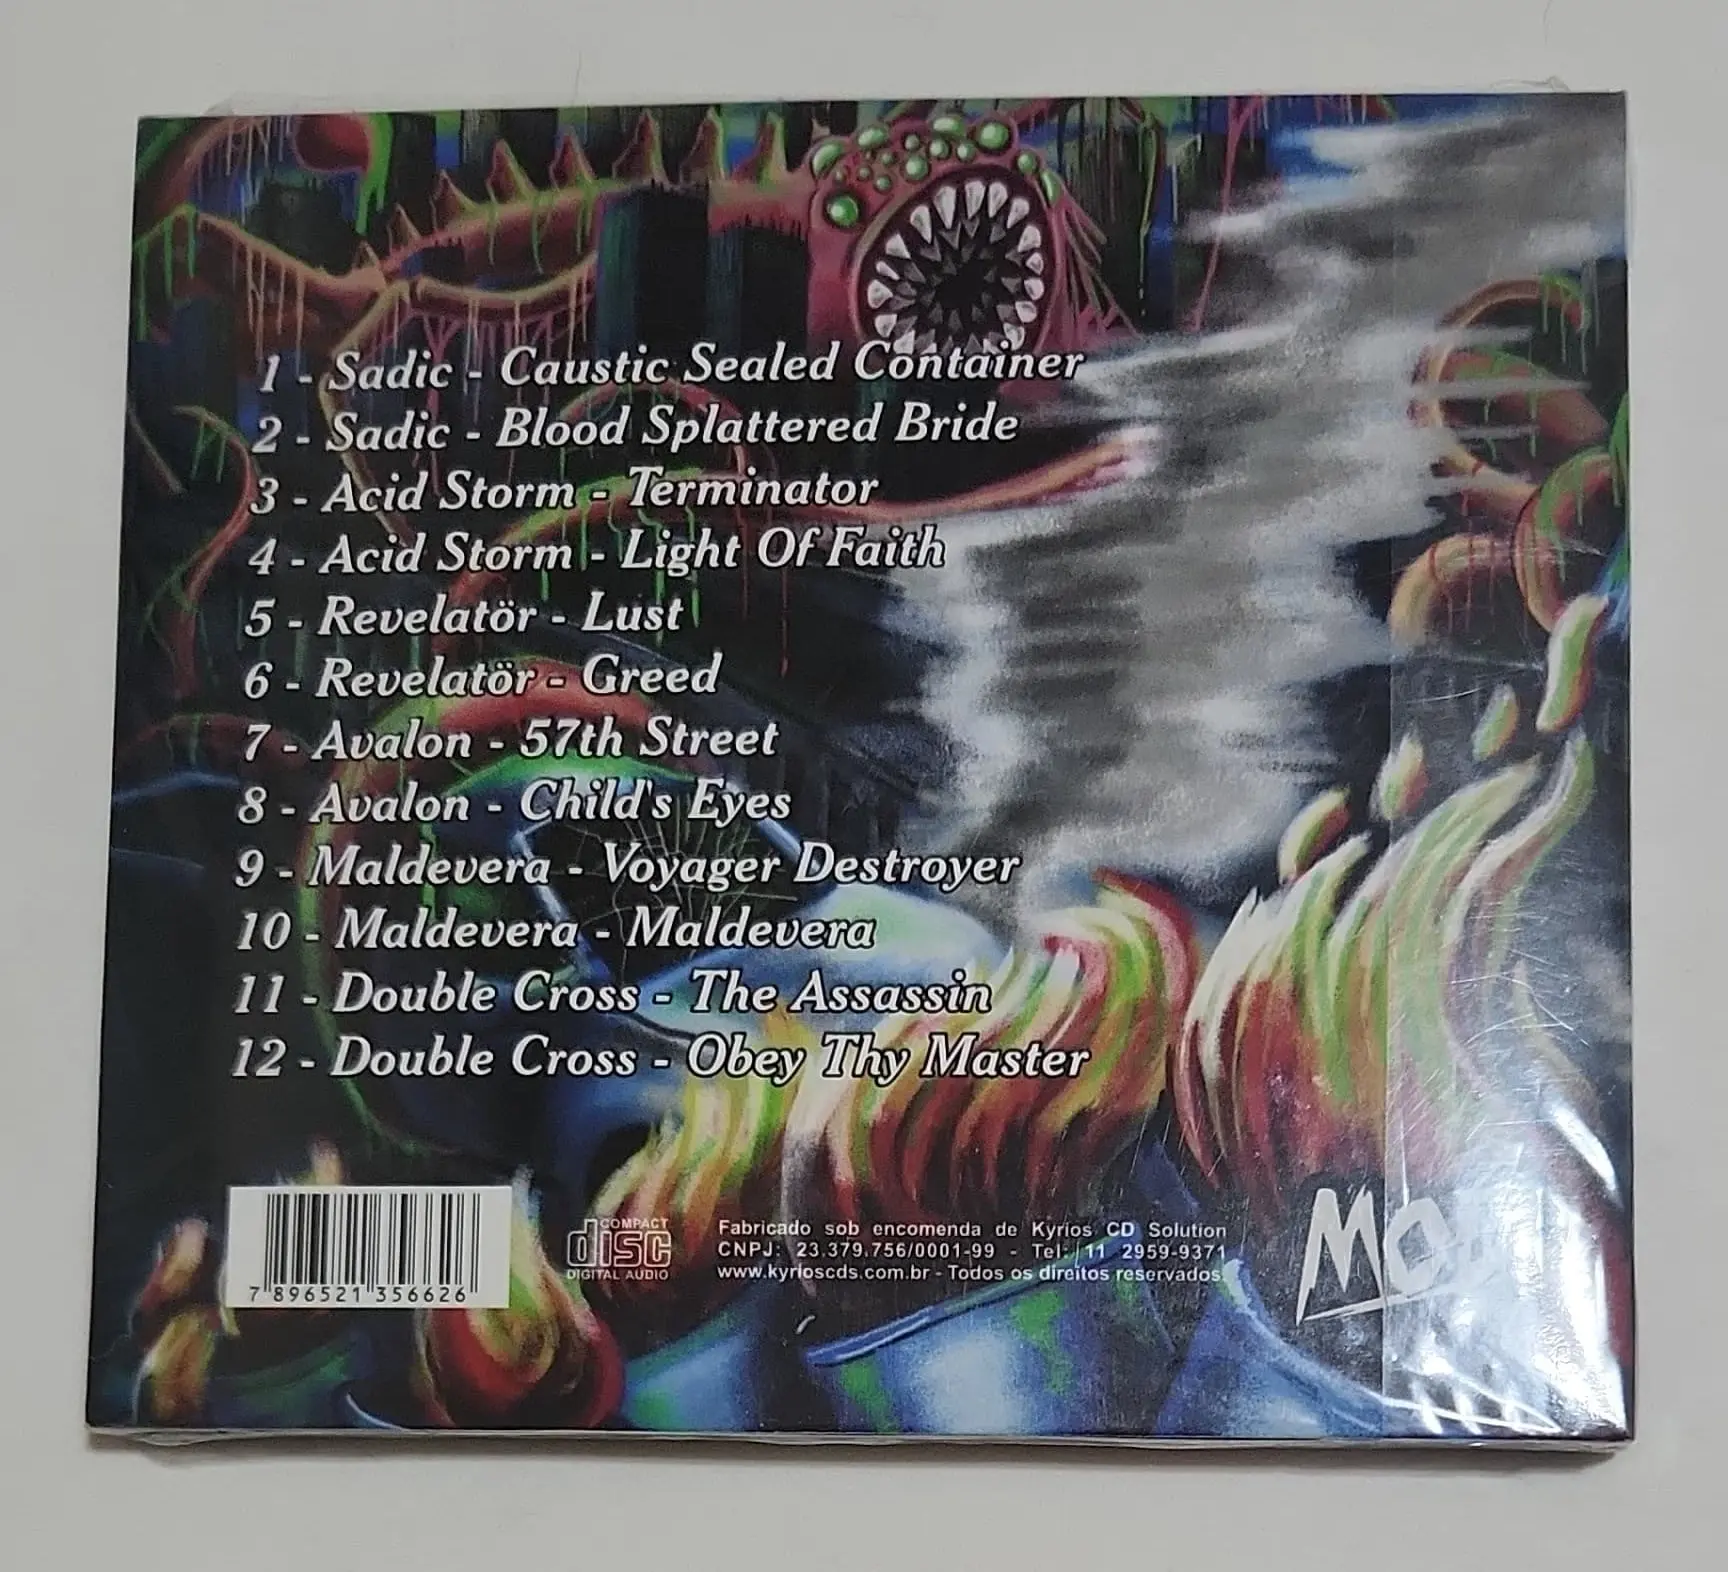 1 - Sadic - Caustic Sealed Container
2 - Sadic - Blood Splattered Bride
3 - Acid Storm - Terminator
4 - Acid Storm - Light Of Faith
5 - Revelatör - Lust
6 - Revelatör - Greed
7 - Avalon - 57th Street
8 - Avalon - Child's Eyes
9 - Maldevera - Voyager Destroyer
10 - Maldevera - Maldevera
11 - Double Cross - The Assassin
12 - Double Cross - Obey Thy Master
7 896521 356626
COMPACT
disc
DIGITAL AUDIO
Fabricado sob encomenda de Kyrios CD Solution
CNPJ: 23.379.756/0001-99 - Tel: 11 2959-9371
www.kyrioscds.com.br - Todos os direitos reservados.